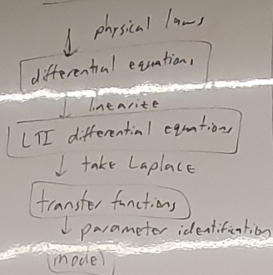 physical laws
differential equations
linearize
LTI differential equations
take Laplace
transfer functions
parameter identification
model